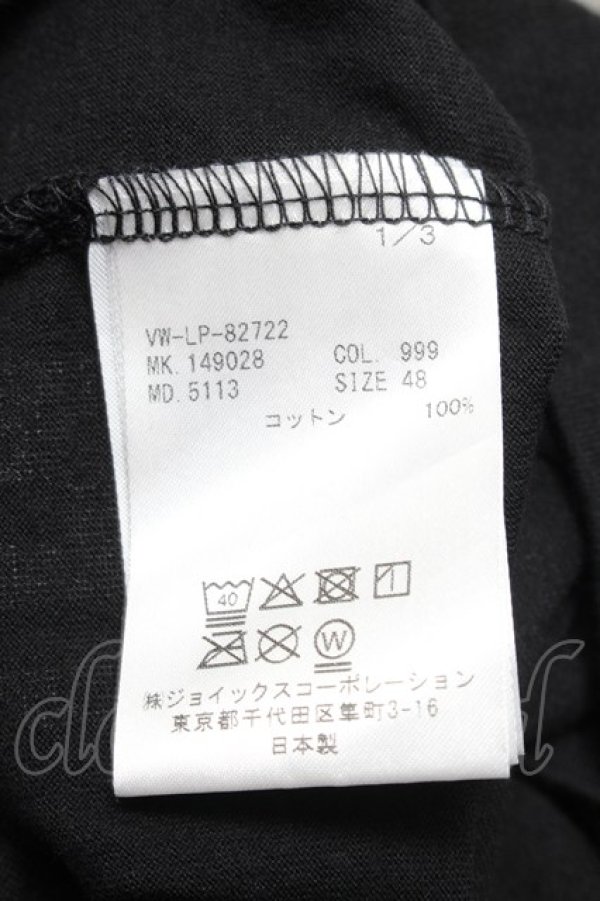 1/3
VW-LP-82722
MK. 149028 COL. 999
MD. 5113 SIZE 48
コットン 100%
40
W
㈱ジョイックスコーポレーション
東京都千代田区隼町3-16
日本製